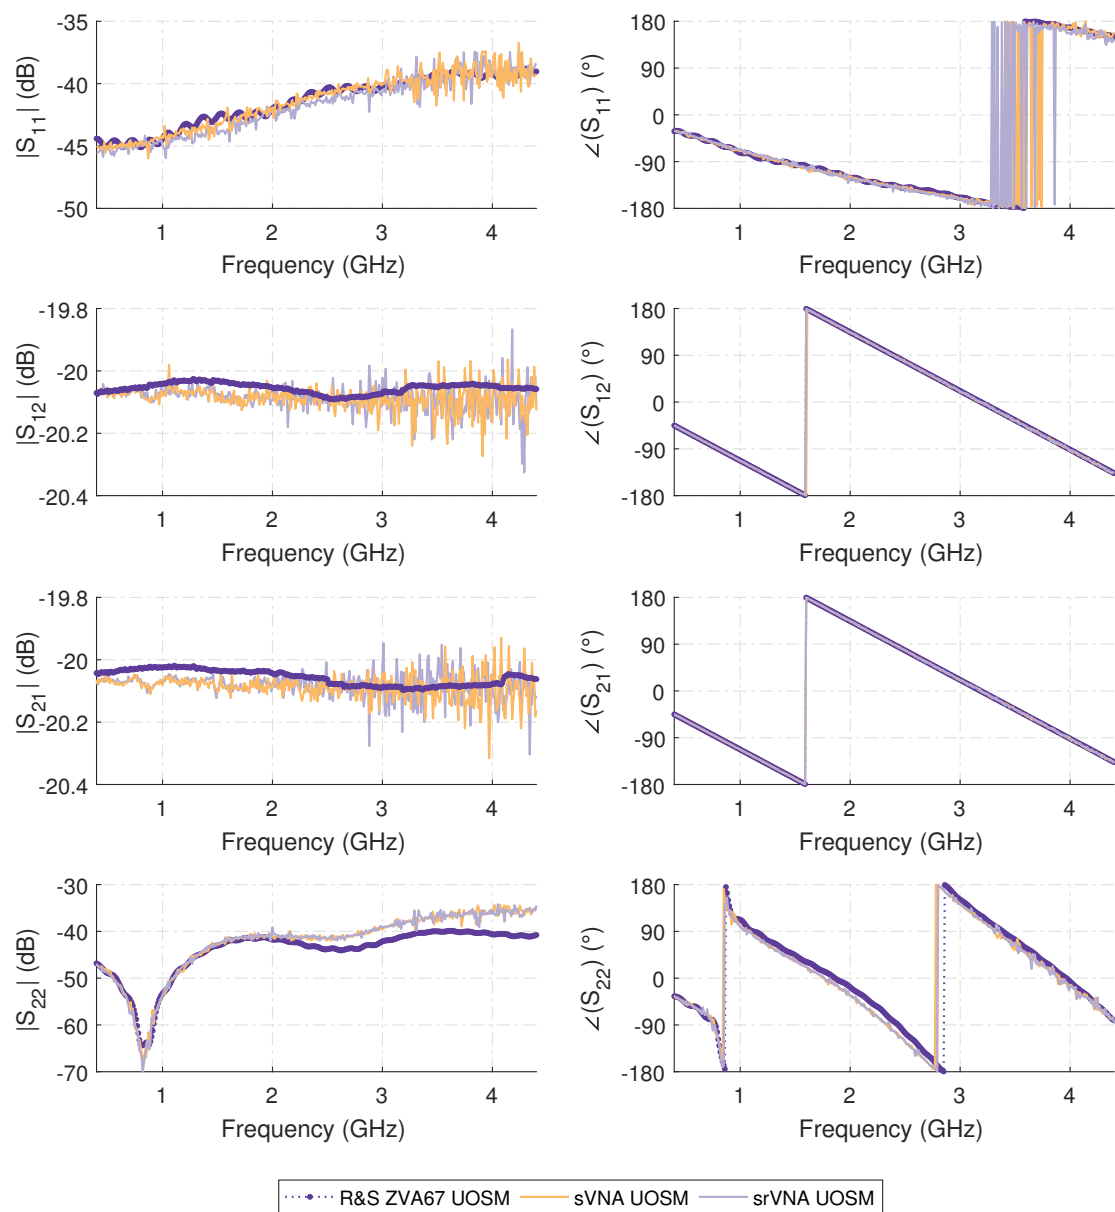 |S11| (dB)
-35
-40
-45
-50
1 2 3 4
Frequency (GHz)
∠(S11) (°)
180
90
0
-90
-180
1 2 3 4
Frequency (GHz)
|S12| (dB)
-19.8
-20
-20.2
-20.4
1 2 3 4
Frequency (GHz)
∠(S12) (°)
180
90
0
-90
-180
1 2 3 4
Frequency (GHz)
|S21| (dB)
-19.8
-20
-20.2
-20.4
1 2 3 4
Frequency (GHz)
∠(S21) (°)
180
90
0
-90
-180
1 2 3 4
Frequency (GHz)
|S22| (dB)
-30
-40
-50
-60
-70
1 2 3 4
Frequency (GHz)
∠(S22) (°)
180
90
0
-90
-180
1 2 3 4
Frequency (GHz)
R&S ZVA67 UOSM sVNA UOSM srVNA UOSM